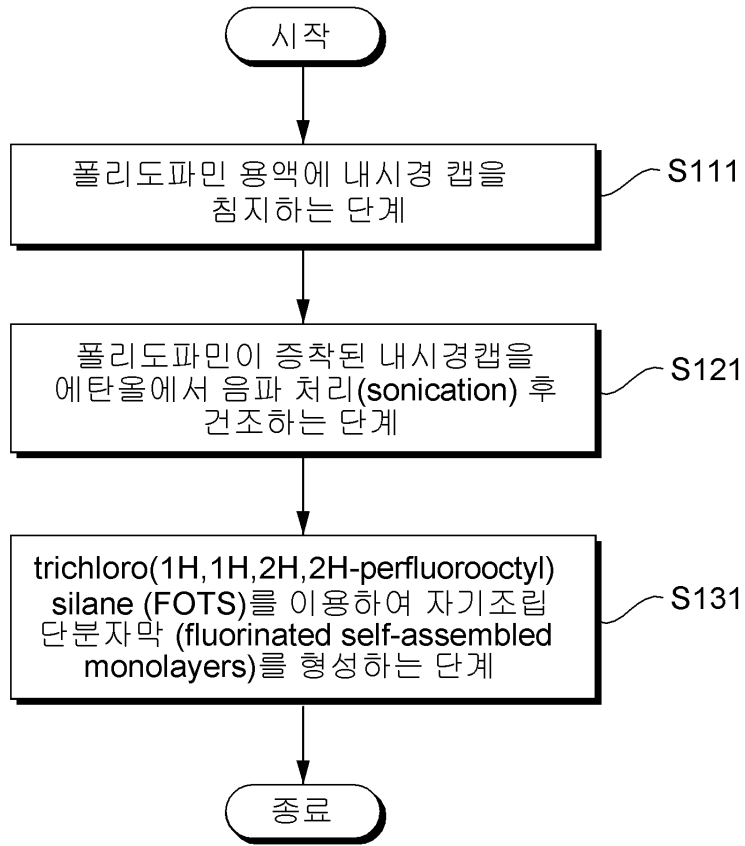 시작
폴리도파민 용액에 내시경 캡을
침지하는 단계
S111
폴리도파민이 증착된 내시경캡을
에탄올에서 음파 처리(sonication) 후
건조하는 단계
S121
trichloro(1H,1H,2H,2H-perfluorooctyl)
silane (FOTS)를 이용하여 자기조립
단분자막 (fluorinated self-assembled
monolayers)를 형성하는 단계
S131
종료